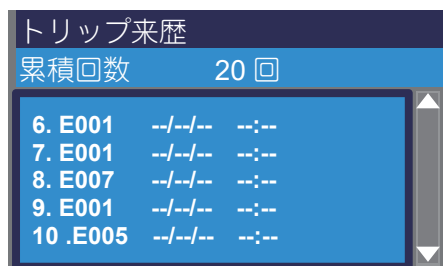 トリップ来歴
累積回数 20 回
6. E001 --/--/-- --:--
7. E001 --/--/-- --:--
8. E007 --/--/-- --:--
9. E001 --/--/-- --:--
10 .E005 --/--/-- --:--